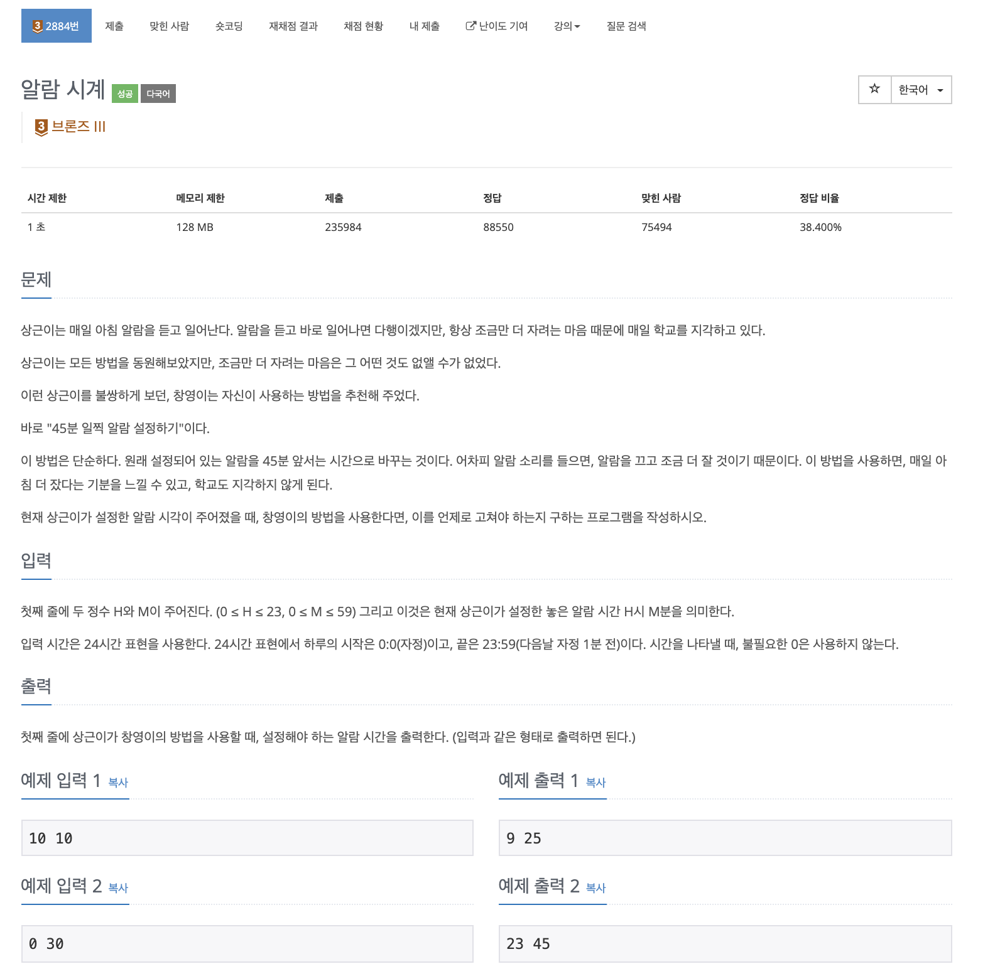 3 2884번 제출 맞힌 사람 숏코딩 재채점 결과 채점 현황 내 제출 난이도 기여 강의 질문 검색
알람 시계 성공 다국어 한국어
3 브론즈 III
시간 제한 메모리 제한 제출 정답 맞힌 사람 정답 비율
1 초 128 MB 235984 88550 75494 38.400%
문제
상근이는 매일 아침 알람을 듣고 일어난다. 알람을 듣고 바로 일어나면 다행이겠지만, 항상 조금만 더 자려는 마음 때문에 매일 학교를 지각하고 있다.
상근이는 모든 방법을 동원해보았지만, 조금만 더 자려는 마음은 그 어떤 것도 없앨 수가 없었다.
이런 상근이를 불쌍하게 보던, 창영이는 자신이 사용하는 방법을 추천해 주었다.
바로 "45분 일찍 알람 설정하기"이다.
이 방법은 단순하다. 원래 설정되어 있는 알람을 45분 앞서는 시간으로 바꾸는 것이다. 어차피 알람 소리를 들으면, 알람을 끄고 조금 더 잘 것이기 때문이다. 이 방법을 사용하면, 매일 아
침 더 잤다는 기분을 느낄 수 있고, 학교도 지각하지 않게 된다.
현재 상근이가 설정한 알람 시각이 주어졌을 때, 창영이의 방법을 사용한다면, 이를 언제로 고쳐야 하는지 구하는 프로그램을 작성하시오.
입력
첫째 줄에 두 정수 H와 M이 주어진다. (0 ≤ H ≤ 23, 0 ≤ M ≤ 59) 그리고 이것은 현재 상근이가 설정한 놓은 알람 시간 H시 M분을 의미한다.
입력 시간은 24시간 표현을 사용한다. 24시간 표현에서 하루의 시작은 0:0(자정)이고, 끝은 23:59(다음날 자정 1분 전)이다. 시간을 나타낼 때, 불필요한 0은 사용하지 않는다.
출력
첫째 줄에 상근이가 창영이의 방법을 사용할 때, 설정해야 하는 알람 시간을 출력한다. (입력과 같은 형태로 출력하면 된다.)
예제 입력 1 복사 예제 출력 1 복사
10 10 9 25
예제 입력 2 복사 예제 출력 2 복사
0 30 23 45